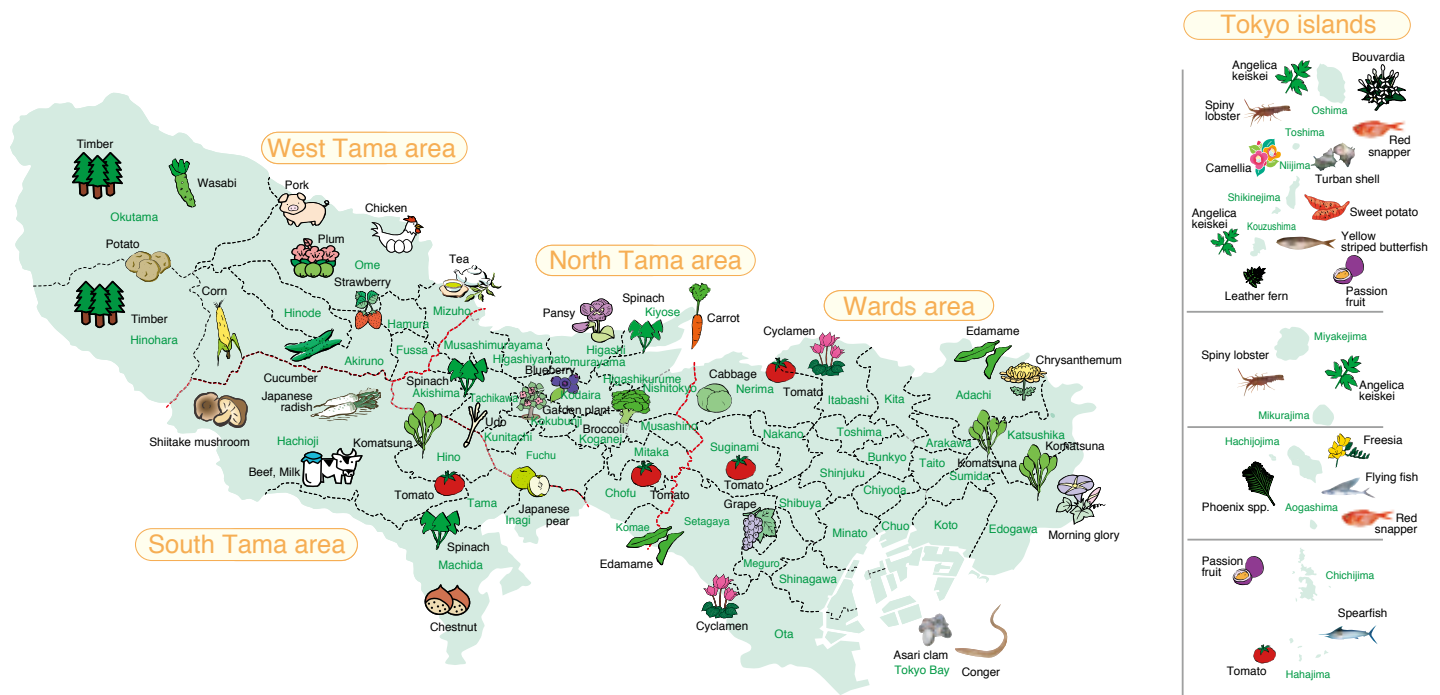 Tokyo islands
Angelica
keiskei
Bouvardia
Spiny
lobster
Oshima
Toshima
Red
snapper
Camellia
Niijima
Turban shell
Shikinejima
Sweet potato
Angelica
keiskei
Kouzushima
Yellow
striped butterfish
Leather fern
Passion
fruit
Miyakejima
Spiny lobster
Angelica
keiskei
Mikurajima
Hachijojima
Freesia
Flying fish
Phoenix spp.
Aogashima
Red
snapper
Passion
fruit
Chichijima
Spearfish
Tomato
Hahajima
West Tama area
Timber
Wasabi
Okutama
Pork
Chicken
Plum
Potato
Ome
Tea
Strawberry
Corn
Timber
Hinohara
Hinode
Hamura
Mizuho
Fussa
Akiruno
Cucumber
North Tama area
Pansy
Spinach
Kiyose
Carrot
Musashimurayama
Higashiyamato
Higashi
murayama
Blueberry
Higashikurume
Nishitokyo
Spinach
Akishima
Tachikawa
Kodaira
Garden plant
Kokubunji
Udo
Kunitachi
Broccoli
Koganei
Musashino
Fuchu
Mitaka
Chofu
Tomato
Komae
Edamame
South Tama area
Japanese
radish
Shiitake mushroom
Hachioji
Beef, Milk
Komatsuna
Hino
Tomato
Tama
Inagi
Japanese
pear
Spinach
Machida
Chestnut
Wards area
Cyclamen
Edamame
Chrysanthemum
Cabbage
Nerima
Tomato
Itabashi
Kita
Adachi
Nakano
Toshima
Arakawa
Katsushika
Suginami
Komatsuna
Komatsuna
Bunkyo
Taito
Sumida
Tomato
Shinjuku
Chiyoda
Grape
Shibuya
Setagaya
Minato
Chuo
Koto
Edogawa
Morning glory
Meguro
Shinagawa
Cyclamen
Ota
Asari clam
Tokyo Bay
Conger